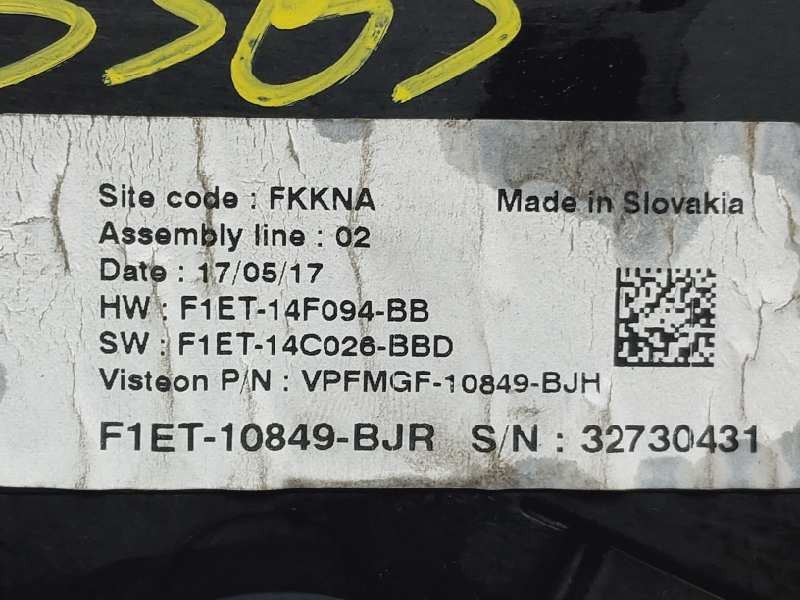 Site code : FKKNA Made in Slovakia
Assembly line : 02
Date : 17/05/17
HW : F1ET-14F094-BB
SW : F1ET-14C026-BBD
Visteon P/N : VPFMGF-10849-BJH
F1ET-10849-BJR S/N : 32730431